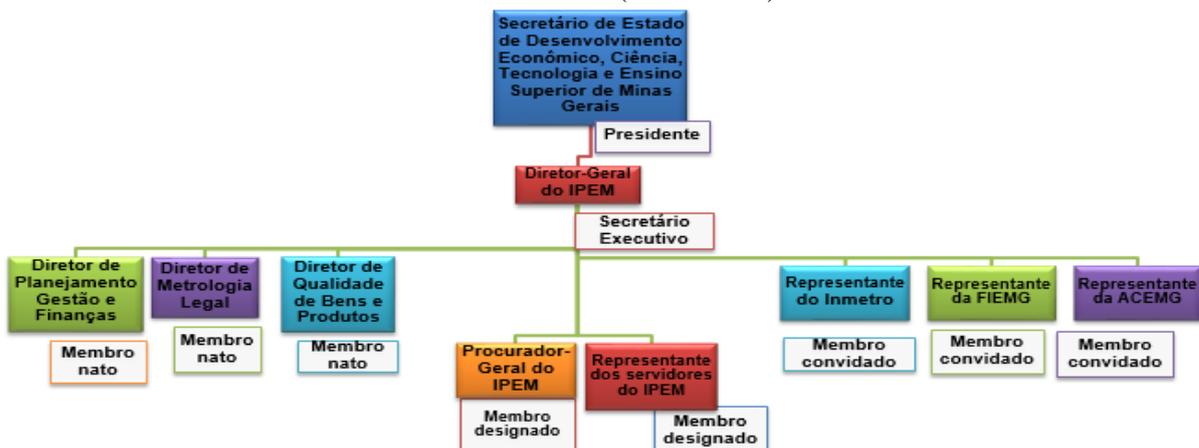 Secretário de Estado
de Desenvolvimento
Econômico, Ciência,
Tecnologia e Ensino
Superior de Minas
Gerais
Presidente
Diretor-Geral
do IPEM
Secretário
Executivo
Diretor de
Planejamento
Gestão e
Finanças
Membro
nato
Diretor de
Metrologia
Legal
Membro
nato
Diretor de
Qualidade
de Bens e
Produtos
Membro
nato
Procurador-
Geral do
IPEM
Membro
designado
Representante
dos servidores
do IPEM
Membro
designado
Representante
do Inmetro
Membro
convidado
Representante
da FIEMG
Membro
convidado
Representante
da ACEMG
Membro
convidado